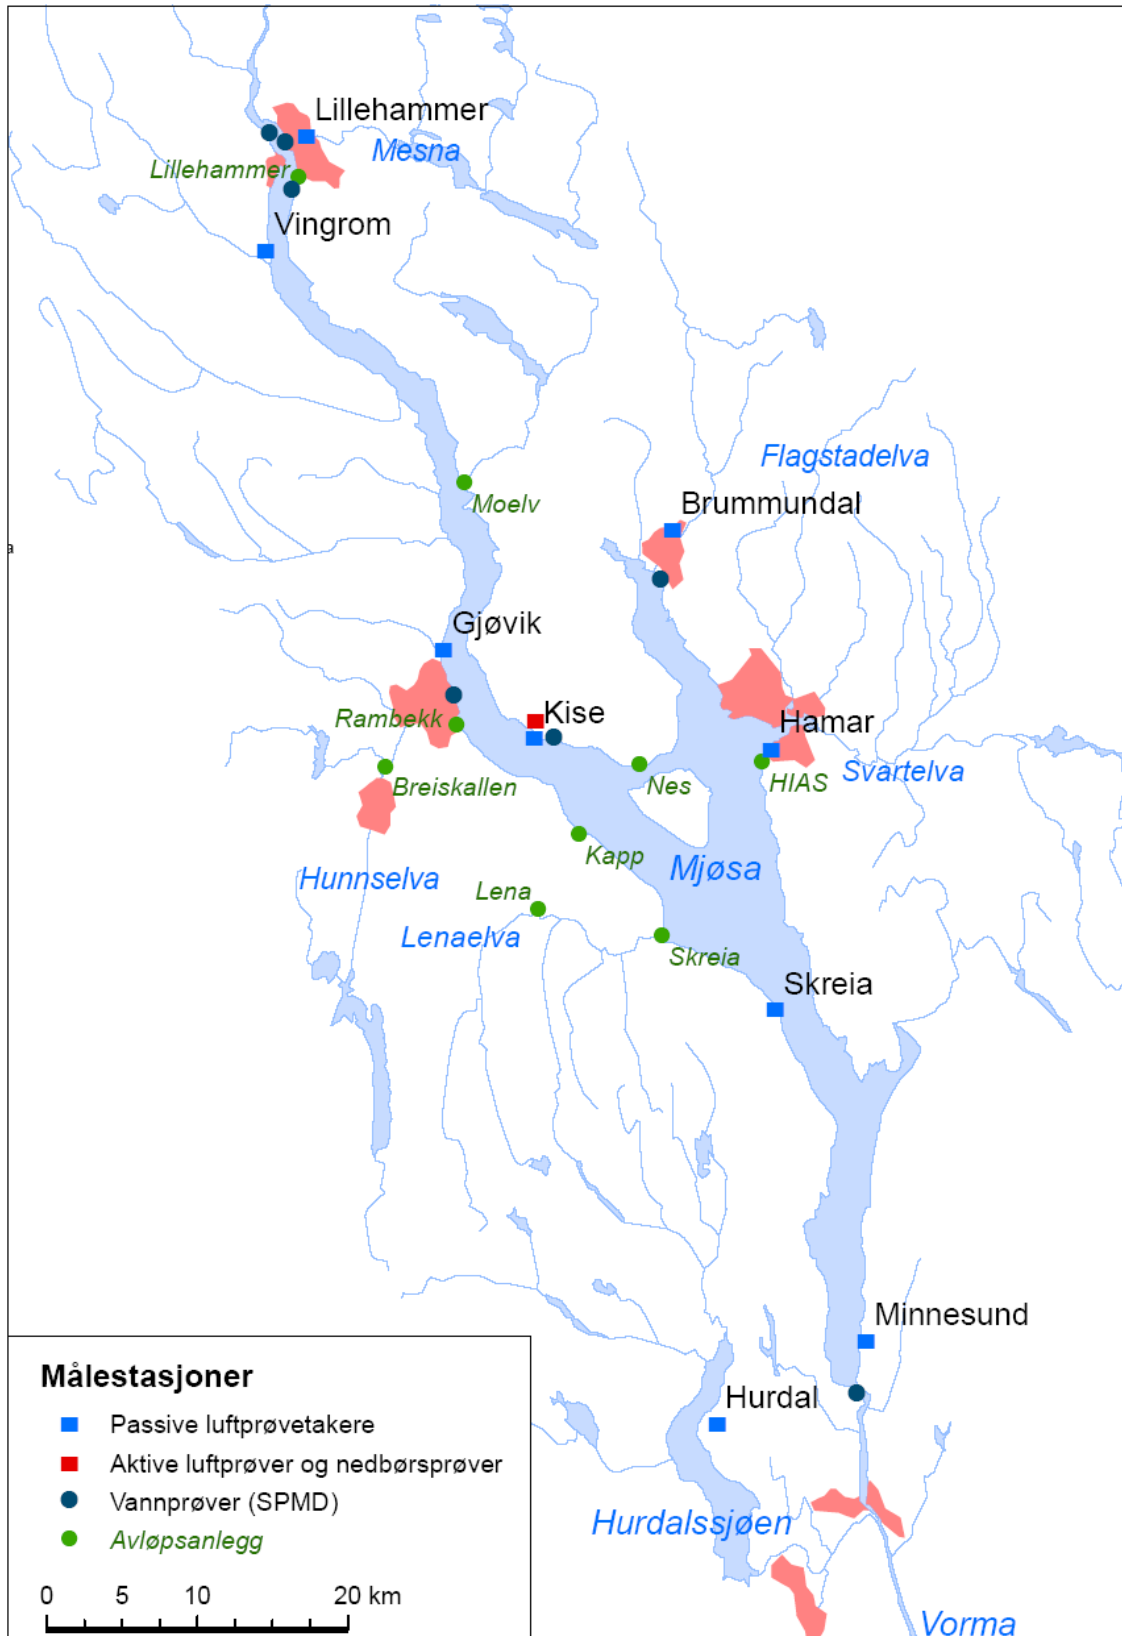 Lillehammer
Mesna
Lillehammer
Vingrom
Flagstadelva
Moelv
Brummundal
a
Gjøvik
Kise
Rambekk
Hamar
Breiskallen
Nes
HIAS
Svartelva
Kapp
Mjøsa
Hunnselva
Lena
Lenaelva
Skreia
Skreia
Minnesund
Hurdal
Hurdalssjøen
Vorma
Målestasjoner
Passive luftprøvetakere
Aktive luftprøver og nedbørsprøver
Vannprøver (SPMD)
Avløpsanlegg
0 5 10 20 km